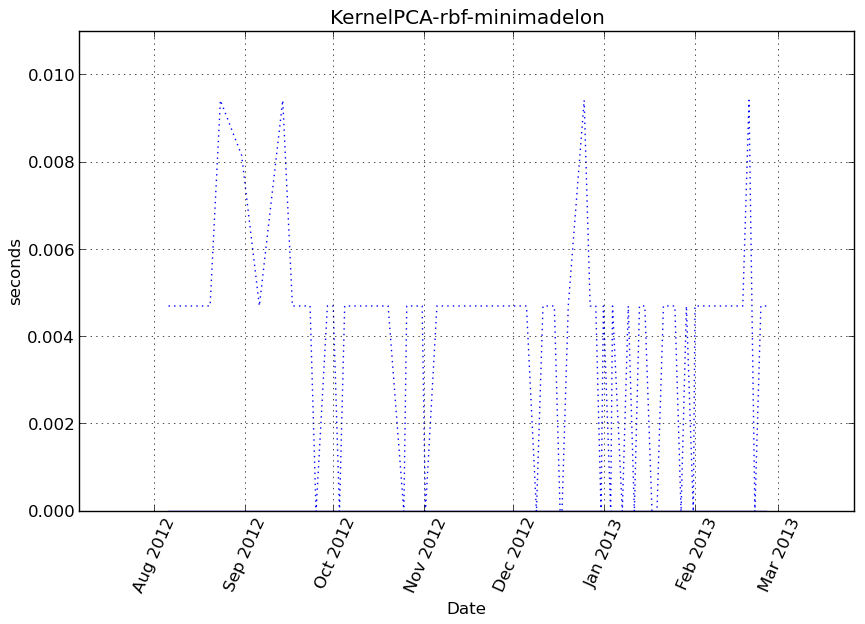 KernelPCA-rbf-minimadelon
seconds
0.010
0.008
0.006
0.004
0.002
0.000
Aug 2012
Sep 2012
Oct 2012
Nov 2012
Dec 2012
Jan 2013
Feb 2013
Mar 2013
Date